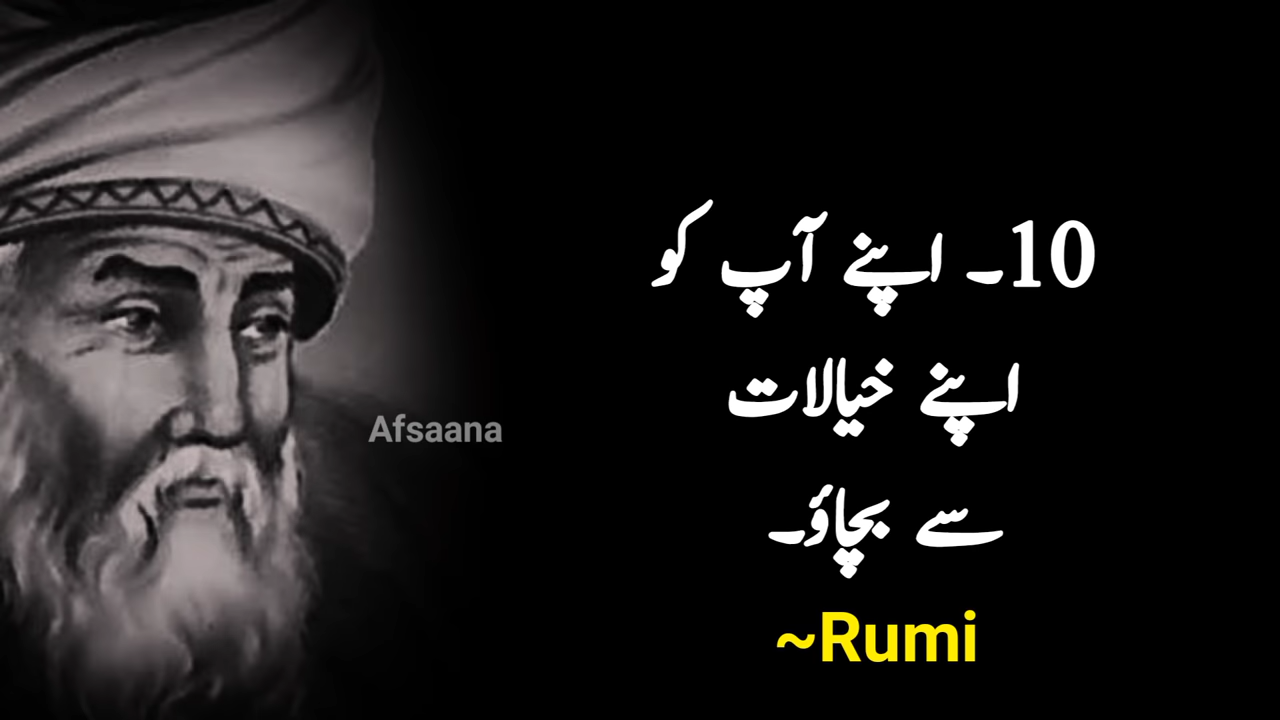 10۔ اپنے آپ کو
اپنے خیالات
سے بچاؤ۔
~Rumi
Afsaana